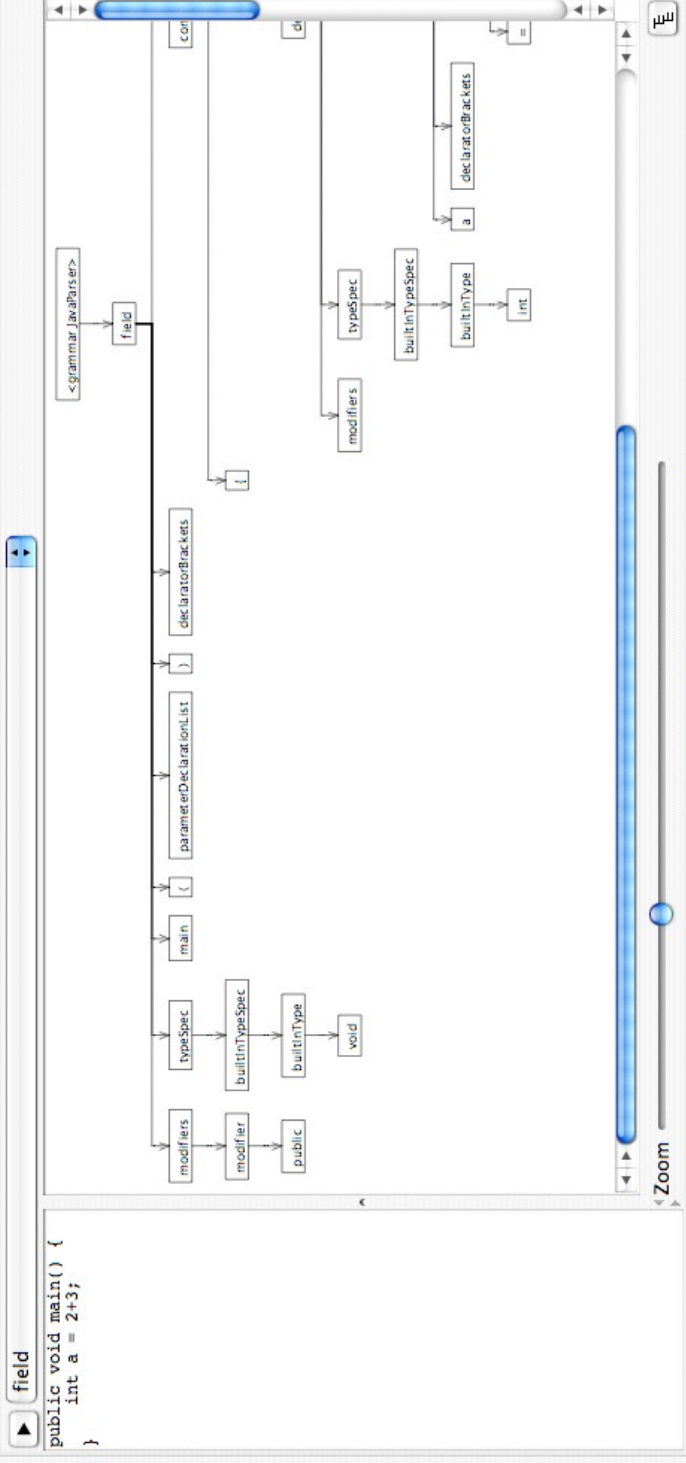 field
public void main() {
int a = 2+3;
}
<grammar JavaParser>
field
modifiers
typeSpec
main
(
parameterDeclarationList
)
declaratorBrackets
modifier
builtInTypeSpec
{
public
builtInType
void
modifiers
typeSpec
builtInTypeSpec
builtInType
a
declaratorBrackets
int
=
Zoom